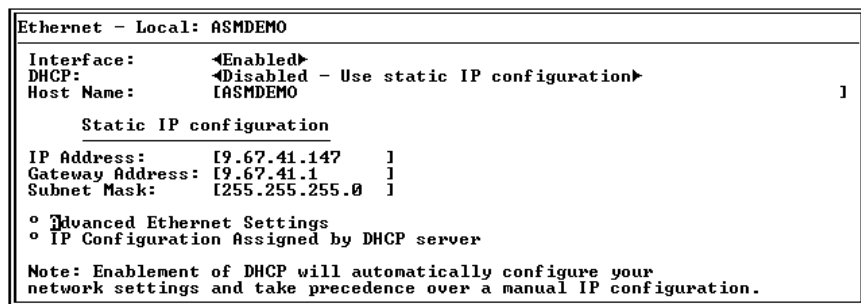 Ethernet - Local: ASMDEMO
Interface: ◄Enabled►
DHCP: ◄Disabled - Use static IP configuration►
Host Name: [ASMDEMO ]
Static IP configuration
IP Address: [9.67.41.147 ]
Gateway Address: [9.67.41.1 ]
Subnet Mask: [255.255.255.0 ]
º Advanced Ethernet Settings
º IP Configuration Assigned by DHCP server
Note: Enablement of DHCP will automatically configure your
network settings and take precedence over a manual IP configuration.